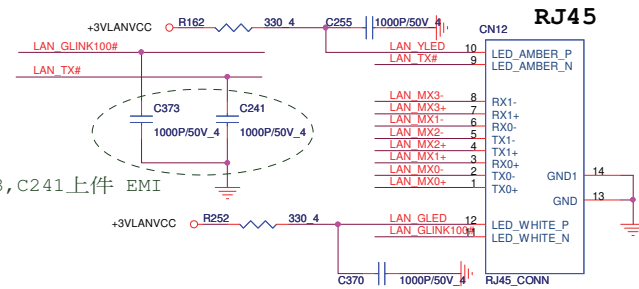 RJ45
+3VLANVCC R162 330_4 C255 1000P/50V_4 CN12
LAN_GLINK100# LAN_YLED 10 LED_AMBER_P
LAN_TX# 9 LED_AMBER_N
LAN_TX#
C373 C241
1000P/50V_4 1000P/50V_4
LAN_MX3- 8 RX1-
LAN_MX3+ 7 RX1+
LAN_MX1- 6 RX0-
LAN_MX2- 5 TX1-
LAN_MX2+ 4 TX1+
LAN_MX1+ 3 RX0+
LAN_MX0- 2 TX0-
LAN_MX0+ 1 TX0+
GND1 14
GND 13
,C241上件 EMI
+3VLANVCC R252 330_4 LAN_GLED 12 LED_WHITE_P
LAN_GLINK100# 11 LED_WHITE_N
C370 1000P/50V_4 RJ45_CONN